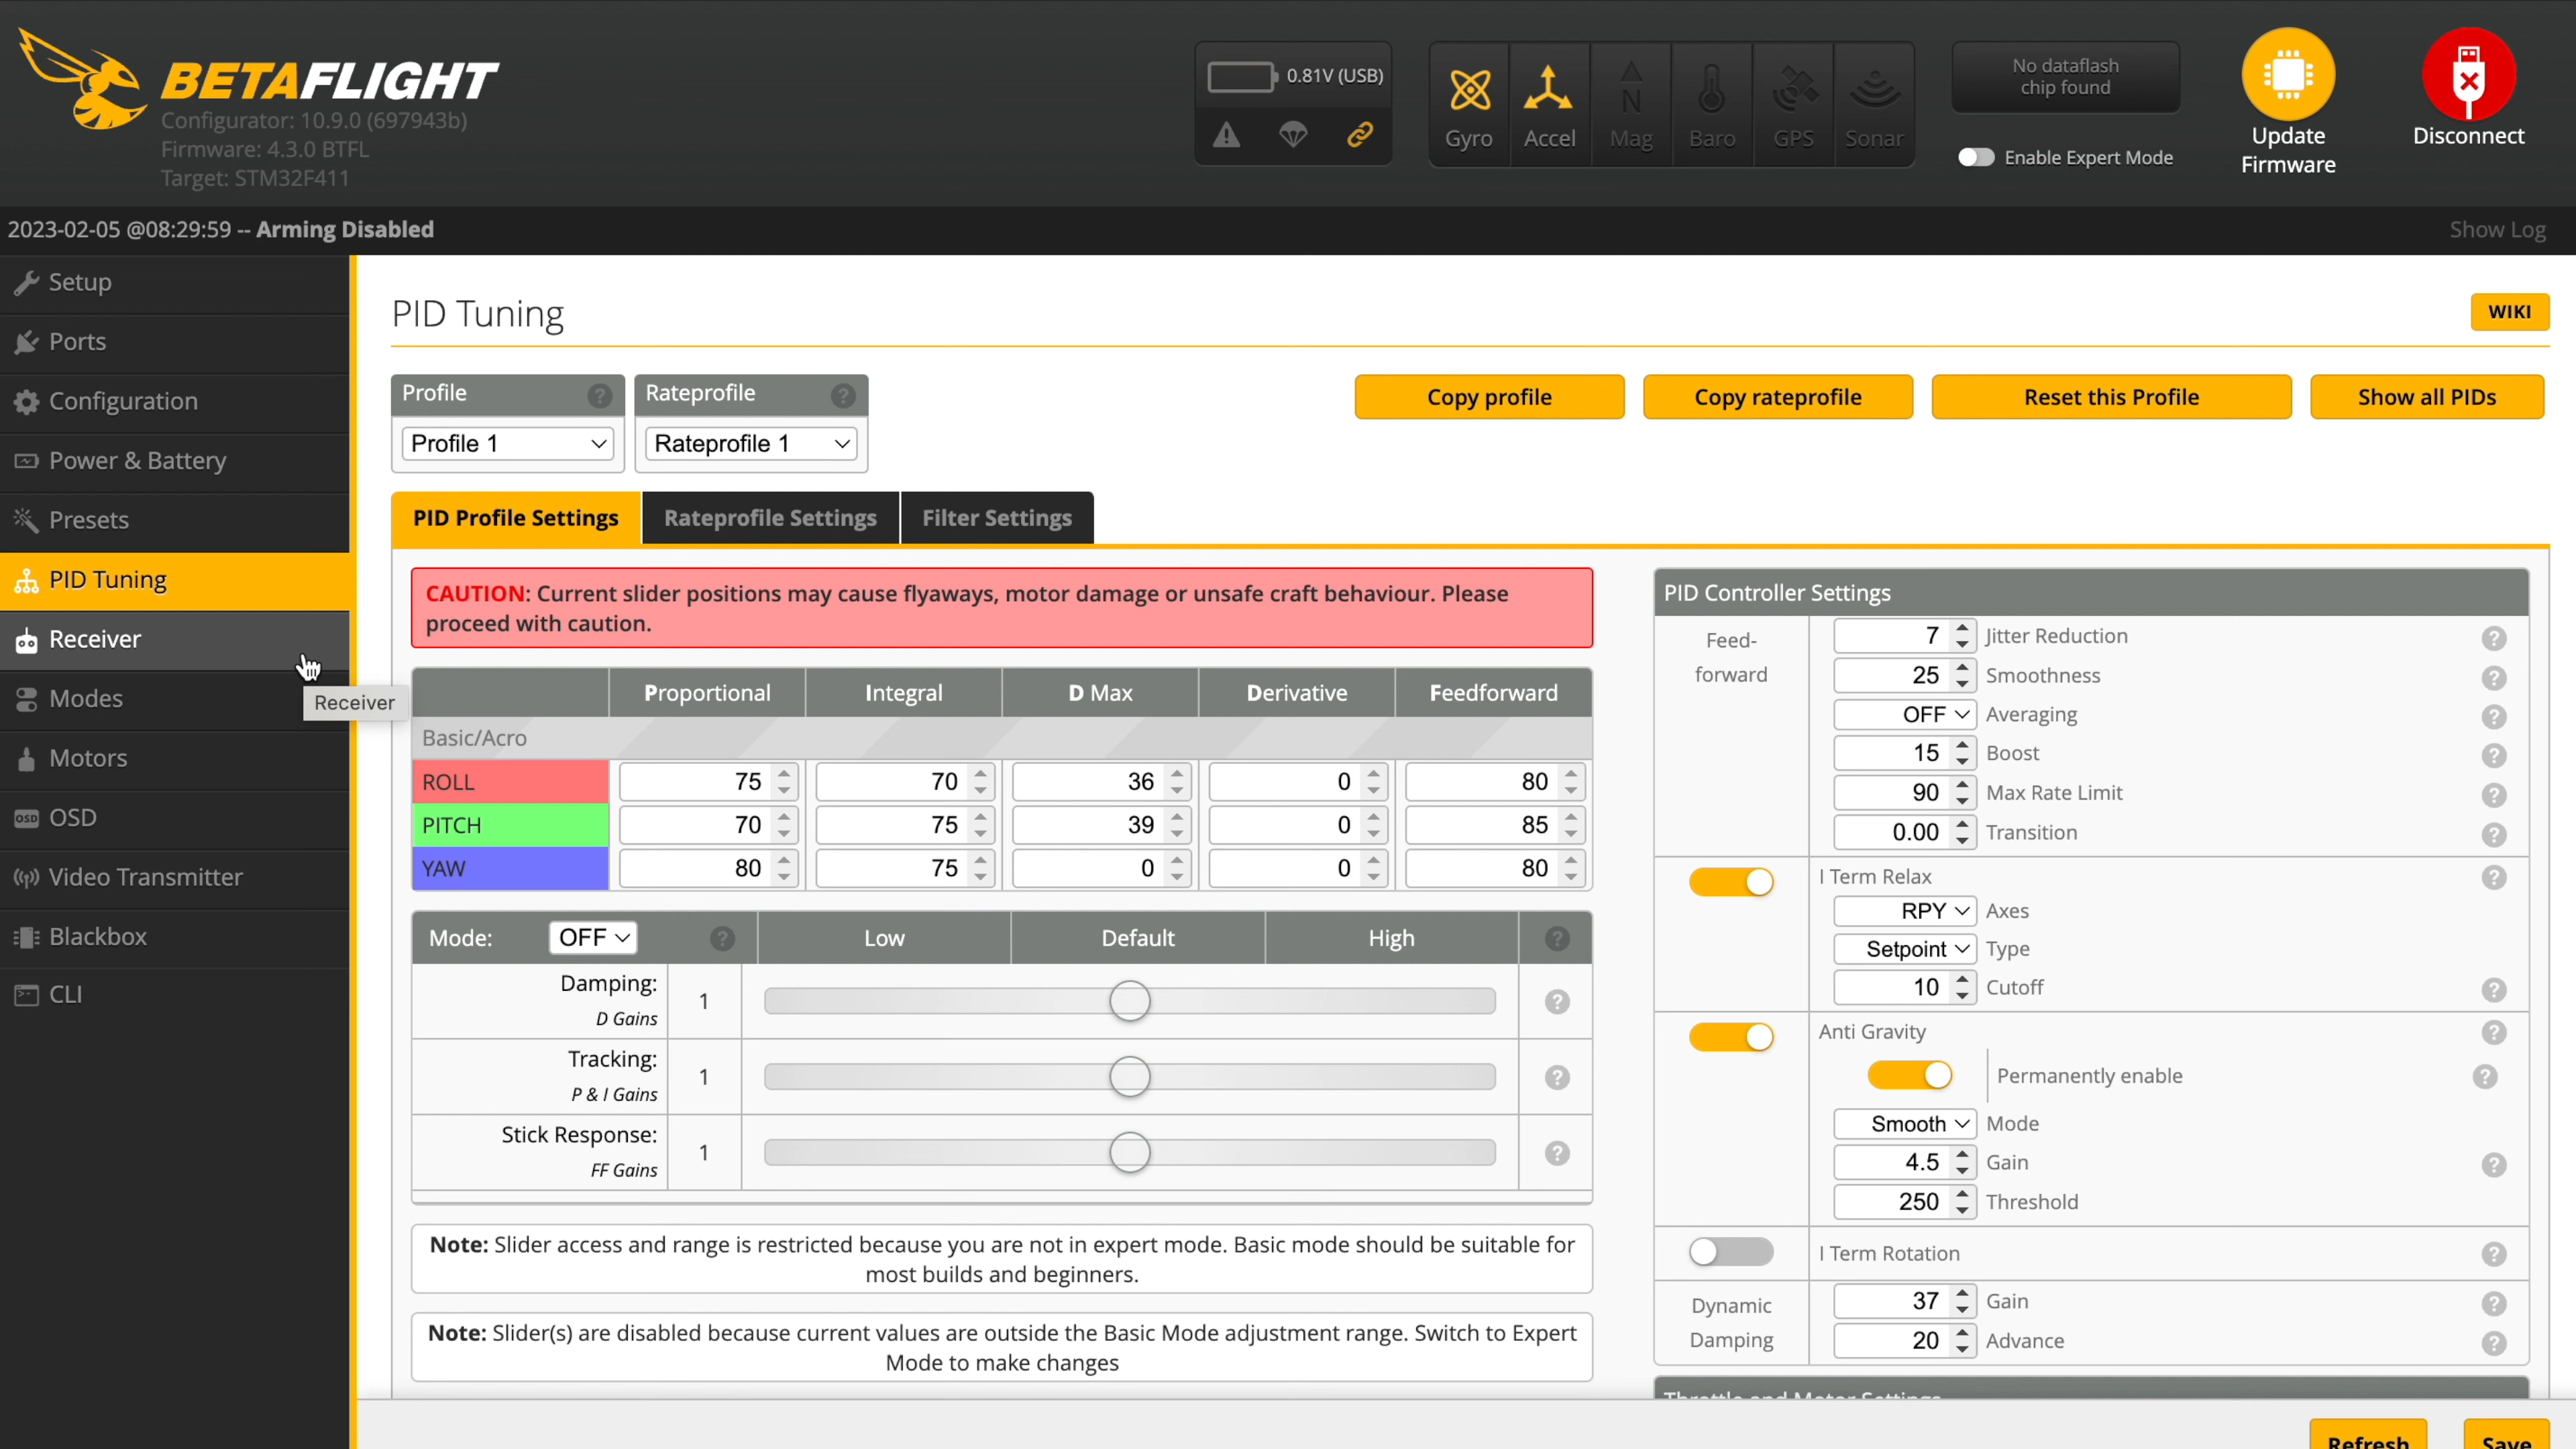 BETAFLIGHT
Configurator: 10.9.0 (697943b)
Firmware: 4.3.0 BTFL
Target: STM32F411
0.81V (USB)
N
Gyro
Accel
Mag
Baro
GPS
Sonar
No dataflash
chip found
Enable Expert Mode
Update
Firmware
Disconnect
2023-02-05 @08:29:59 -- Arming Disabled
Show Log
Setup
Ports
Configuration
Power & Battery
Presets
PID Tuning
Receiver
Modes
Motors
OSD OSD
Video Transmitter
Blackbox
CLI
Receiver
PID Tuning
WIKI
Profile ?
Profile 1
Rateprofile ?
Rateprofile 1
Copy profile
Copy rateprofile
Reset this Profile
Show all PIDs
PID Profile Settings
Rateprofile Settings
Filter Settings
CAUTION: Current slider positions may cause flyaways, motor damage or unsafe craft behaviour. Please
proceed with caution.
Proportional Integral D Max Derivative Feedforward
Basic/Acro
ROLL 75 70 36 0 80
PITCH 70 75 39 0 85
YAW 80 75 0 0 80
Mode: OFF ? Low Default High ?
Damping:
D Gains
1 ?
Tracking:
P & I Gains
1 ?
Stick Response:
FF Gains
1 ?
Note: Slider access and range is restricted because you are not in expert mode. Basic mode should be suitable for
most builds and beginners.
Note: Slider(s) are disabled because current values are outside the Basic Mode adjustment range. Switch to Expert
Mode to make changes
PID Controller Settings
Feed-
forward
7 Jitter Reduction ?
25 Smoothness ?
OFF Averaging ?
15 Boost ?
90 Max Rate Limit ?
0.00 Transition ?
I Term Relax ?
RPY Axes
Setpoint Type
10 Cutoff ?
Anti Gravity ?
Permanently enable ?
Smooth Mode
4.5 Gain ?
250 Threshold
I Term Rotation ?
Dynamic
Damping
37 Gain ?
20 Advance ?
Throttle and Motor Settings
Refresh
Save